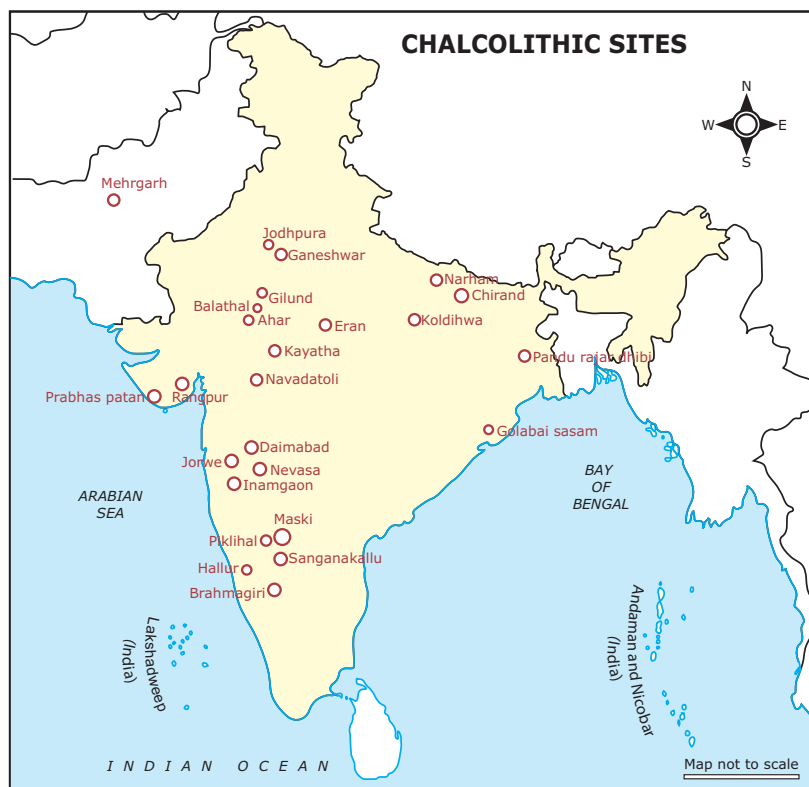 CHALCOLITHIC SITES
N
W
E
S
Mehrgarh
Jodhpura
Ganeshwar
Narham
Chirand
Gilund
Balathal
Ahar
Eran
Koldihwa
Kayatha
Pandu rajar dhibi
Navadatoli
Prabhas patan
Rangpur
Golabai sasam
Daimabad
Jorwe
Nevasa
Inamgaon
ARABIAN
SEA
BAY
OF
BENGAL
Maski
Piklihal
Sanganakallu
Hallur
Brahmagiri
Lakshadweep
(India)
Andaman and Nicobar
(India)
INDIAN OCEAN
Map not to scale